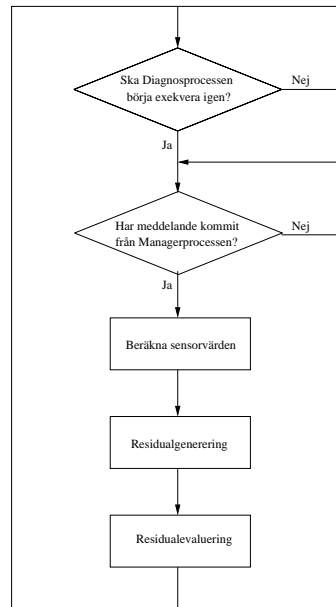 Ska Diagnosprocessen
börja exekvera igen?
Nej
Ja
Har meddelande kommit
från Managerprocessen?
Nej
Ja
Beräkna sensorvärden
Residualgenerering
Residualevaluering